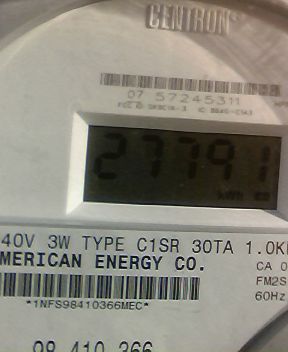 CENTRON®
07 57245311
27791
kWh
40V 3W TYPE C1SR 30TA 1.0K
MERICAN ENERGY CO.
CA 0
FM2S
60Hz
*1NFS98410366MEC*
98 410 366